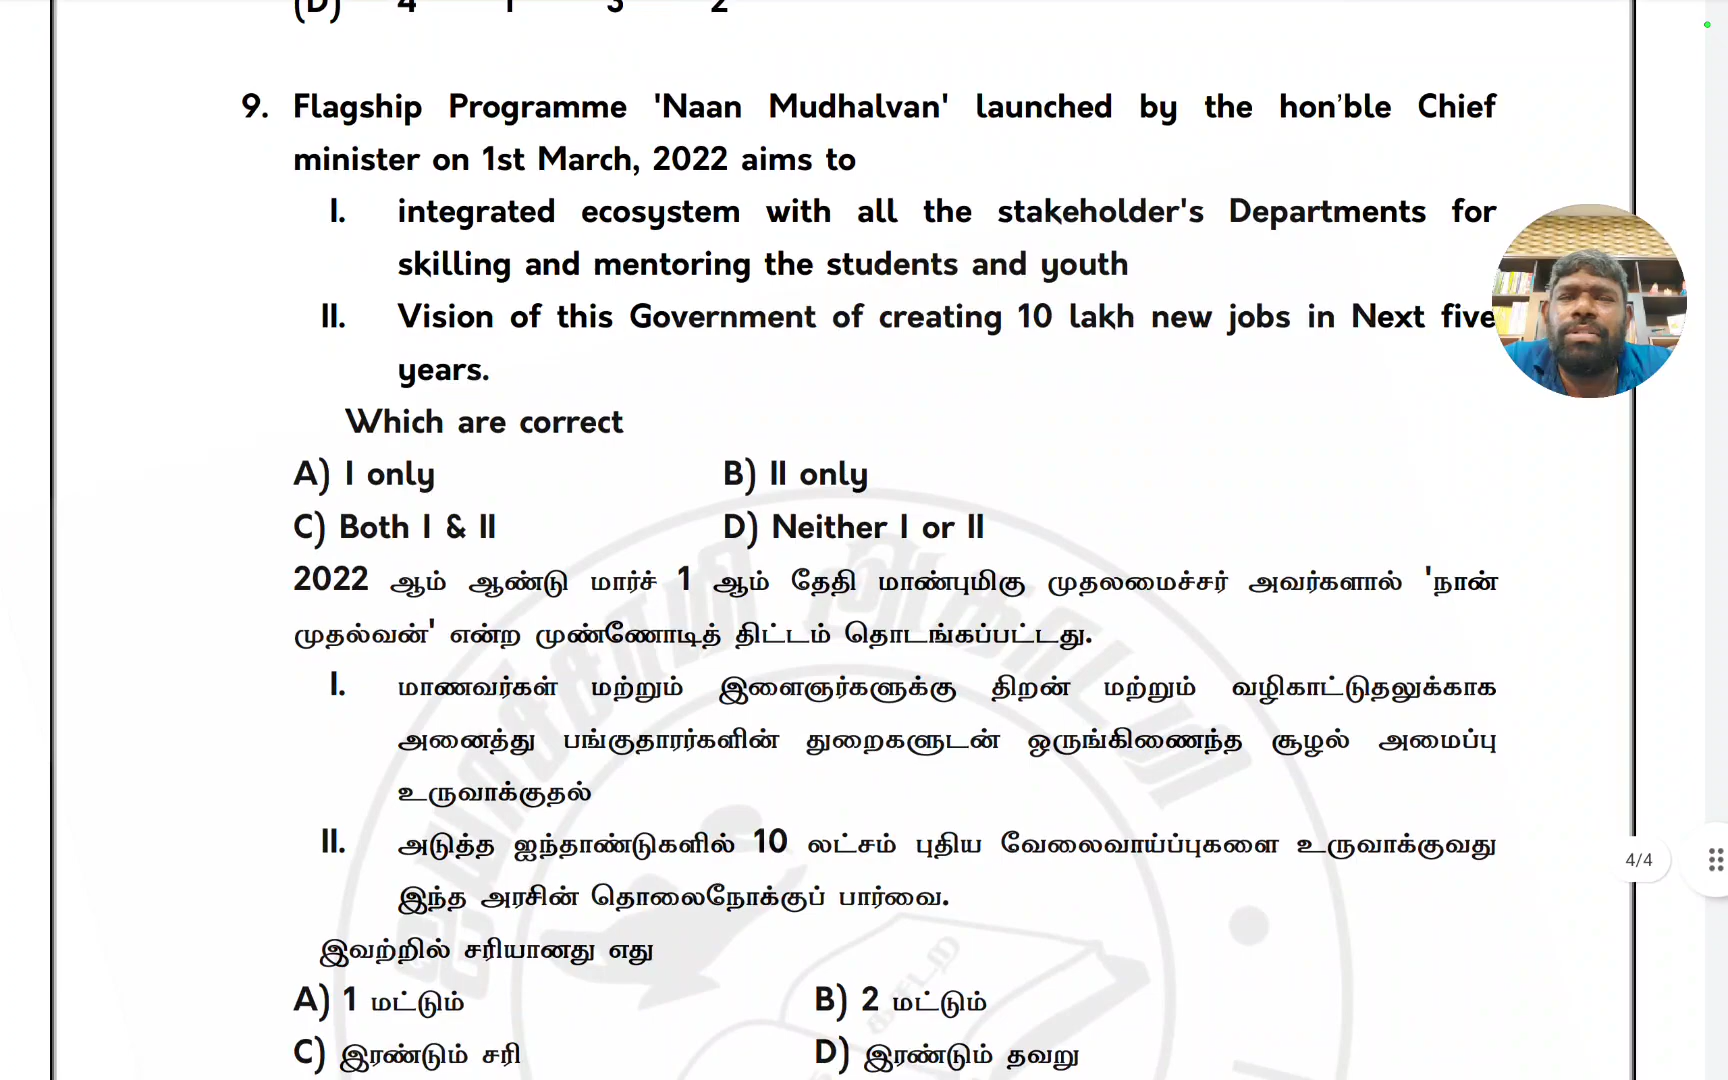 (D) 4 1 3 2
9. Flagship Programme 'Naan Mudhalvan' launched by the hon'ble Chief
minister on 1st March, 2022 aims to
I. integrated ecosystem with all the stakeholder's Departments for
skilling and mentoring the students and youth
II. Vision of this Government of creating 10 lakh new jobs in Next five
years.
Which are correct
A) I only B) II only
C) Both I & II D) Neither I or II
2022 ஆம் ஆண்டு மார்ச் 1 ஆம் தேதி மாண்புமிகு முதலமைச்சர் அவர்களால் 'நான்
முதல்வன்' என்ற முண்ணோடித் திட்டம் தொடங்கப்பட்டது.
I. மாணவர்கள் மற்றும் இளைஞர்களுக்கு திறன் மற்றும் வழிகாட்டுதலுக்காக
அனைத்து பங்குதாரர்களின் துறைகளுடன் ஒருங்கிணைந்த சூழல் அமைப்பு
உருவாக்குதல்
II. அடுத்த ஐந்தாண்டுகளில் 10 லட்சம் புதிய வேலைவாய்ப்புகளை உருவாக்குவது
இந்த அரசின் தொலைநோக்குப் பார்வை.
இவற்றில் சரியானது எது
A) 1 மட்டும் B) 2 மட்டும்
C) இரண்டும் சரி D) இரண்டும் தவறு
4/4